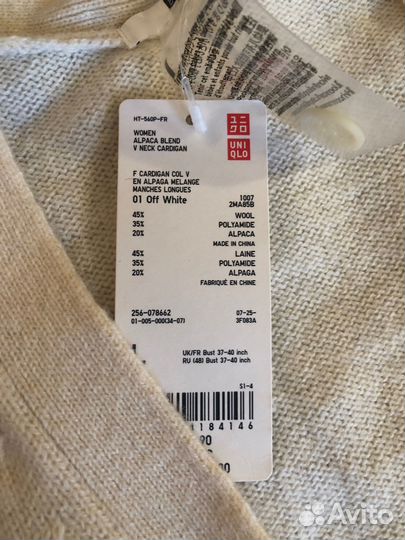 HT-560P-FR
ユニ
クロ
UNI
QLO
WOMEN
ALPACA BLEND
V NECK CARDIGAN
F CARDIGAN COL V
EN ALPAGA MELANGE
MANCHES LONGUES
01 Off White 1007
2MA85B
45% WOOL
35% POLYAMIDE
20% ALPACA
MADE IN CHINA
45% LAINE
35% POLYAMIDE
20% ALPAGA
FABRIQUÉ EN CHINE
256-078662 07-25-
01-005-000(34-07) 3F083A
UK/FR Bust 37-40 inch
RU (48) Bust 37-40 inch
S1-4
1184146
90
00
Avito